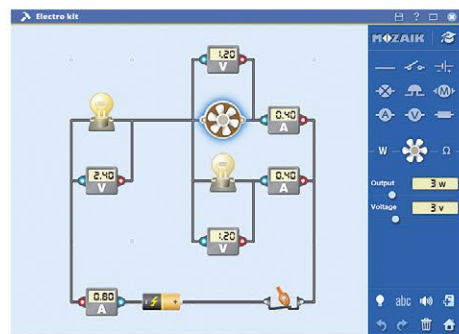 Electro kit
MOZAIK
1.20
V
0.40
A
2.40
V
0.40
A
1.20
V
0.80
A
W
Ω
Output
3 W
Voltage
3 V
abc